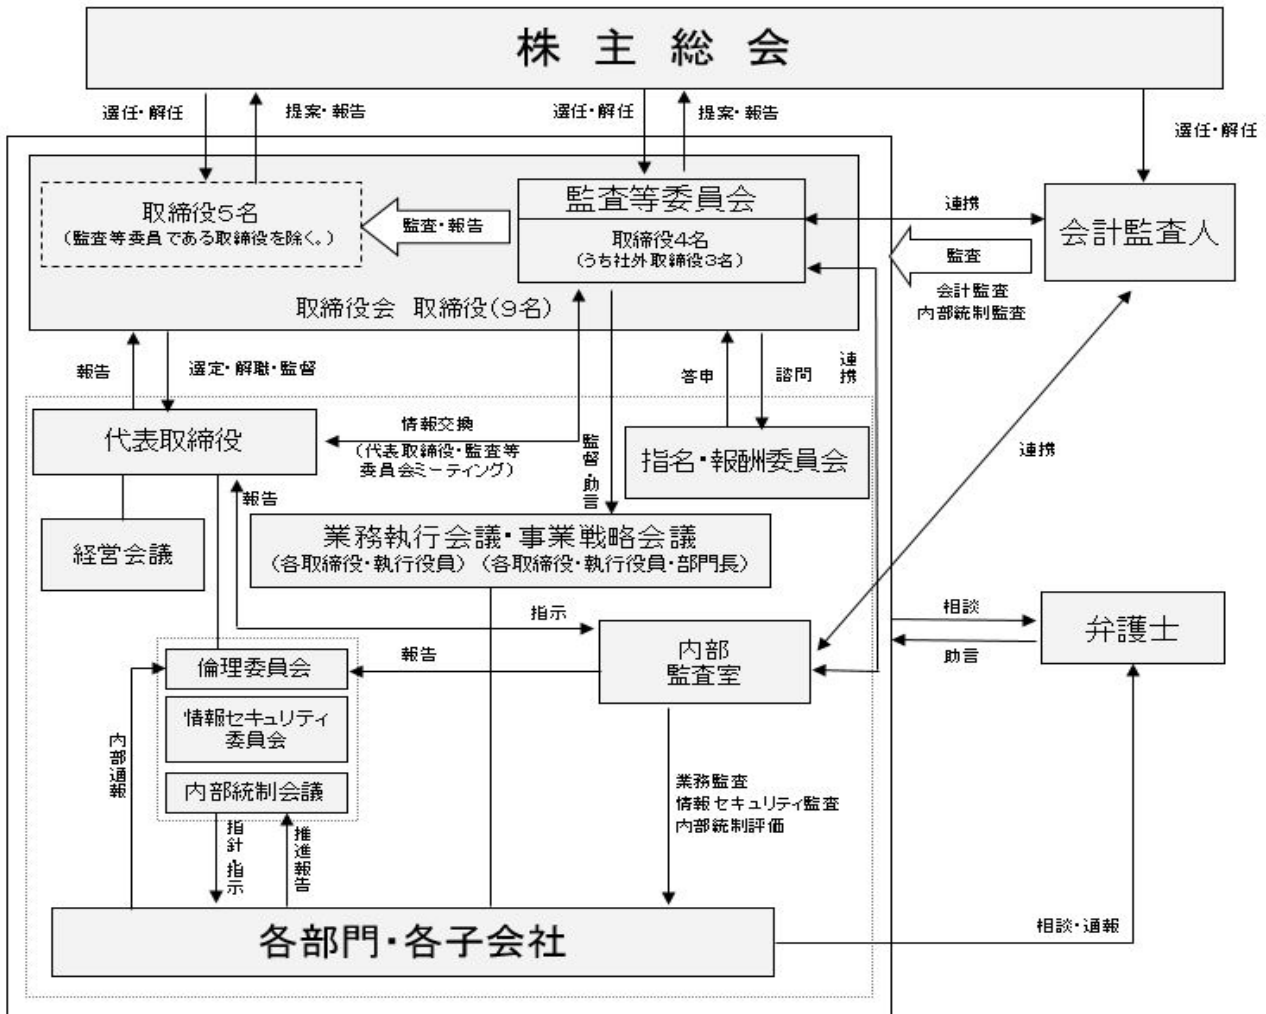 株主総会
選任・解任
提案・報告
選任・解任
提案・報告
選任・解任
取締役5名
(監査等委員である取締役を除く。)
監査・報告
監査等委員会
取締役4名
(うち社外取締役3名)
連携
会計監査人
監査
会計監査
内部統制監査
取締役会 取締役(9名)
報告
選定・解職・監督
答申
諮問
連携
代表取締役
情報交換
(代表取締役・監査等
委員会ミーティング)
監督・助言
指名・報酬委員会
連携
報告
経営会議
業務執行会議・事業戦略会議
(各取締役・執行役員) (各取締役・執行役員・部門長)
指示
相談
弁護士
助言
倫理委員会
報告
内部
監査室
情報セキュリティ
委員会
内部通報
内部統制会議
業務監査
情報セキュリティ監査
内部統制評価
指針・指示
推進報告
各部門・各子会社
相談・通報